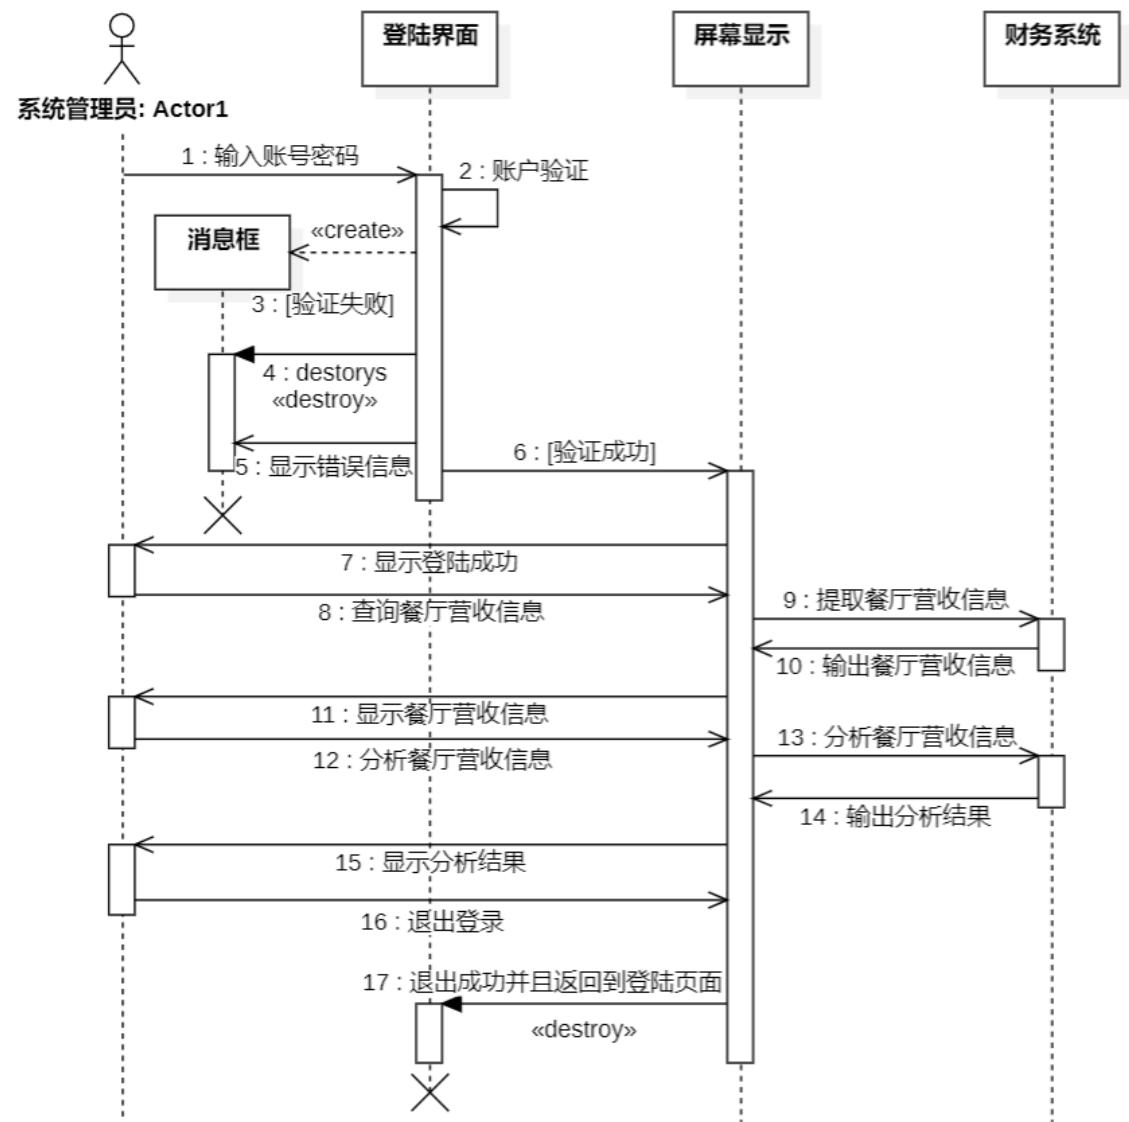 登陆界面
屏幕显示
财务系统
系统管理员: Actor1
1 : 输入账号密码
2 : 账户验证
消息框
«create»
3 : [验证失败]
4 : destorys
«destroy»
5 : 显示错误信息
6 : [验证成功]
7 : 显示登陆成功
8 : 查询餐厅营收信息
9 : 提取餐厅营收信息
10 : 输出餐厅营收信息
11 : 显示餐厅营收信息
12 : 分析餐厅营收信息
13 : 分析餐厅营收信息
14 : 输出分析结果
15 : 显示分析结果
16 : 退出登录
17 : 退出成功并且返回到登陆页面
«destroy»